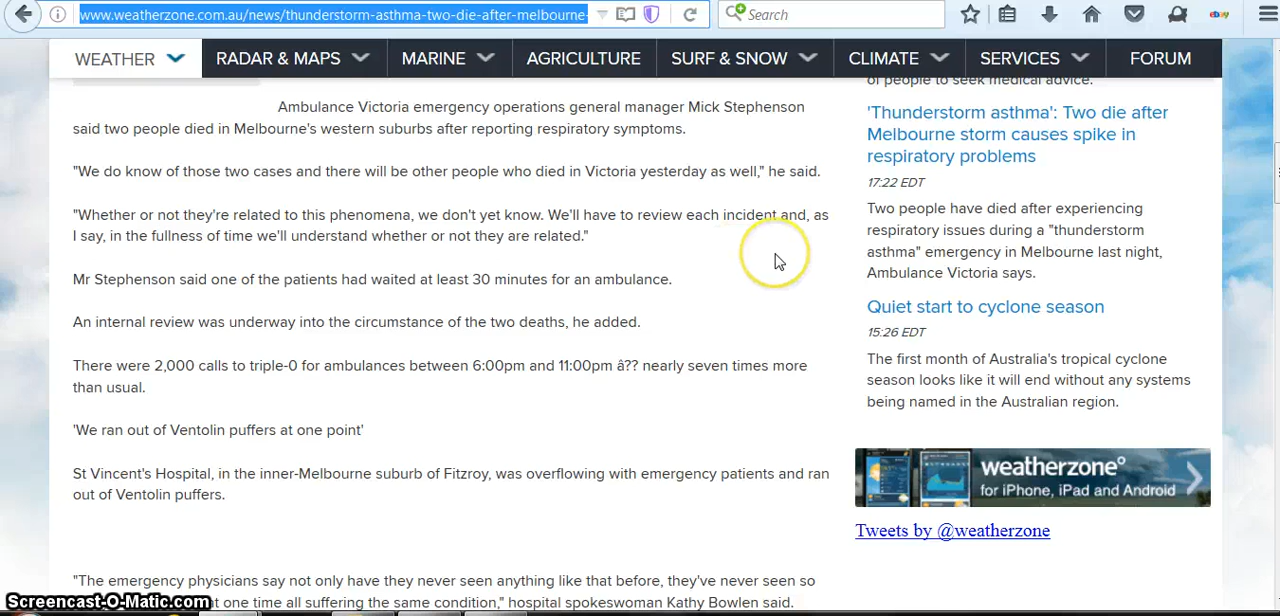 www.weatherzone.com.au/news/thunderstorm-asthma-two-die-after-melbourne-
Search
ebay
WEATHER
RADAR & MAPS
MARINE
AGRICULTURE
SURF & SNOW
CLIMATE
SERVICES
FORUM
Ambulance Victoria emergency operations general manager Mick Stephenson
said two people died in Melbourne's western suburbs after reporting respiratory symptoms.
"We do know of those two cases and there will be other people who died in Victoria yesterday as well," he said.
"Whether or not they're related to this phenomena, we don't yet know. We'll have to review each incident and, as
I say, in the fullness of time we'll understand whether or not they are related."
Mr Stephenson said one of the patients had waited at least 30 minutes for an ambulance.
An internal review was underway into the circumstance of the two deaths, he added.
There were 2,000 calls to triple-0 for ambulances between 6:00pm and 11:00pm â?? nearly seven times more
than usual.
'We ran out of Ventolin puffers at one point'
St Vincent's Hospital, in the inner-Melbourne suburb of Fitzroy, was overflowing with emergency patients and ran
out of Ventolin puffers.
"The emergency physicians say not only have they never seen anything like that before, they've never seen so
at one time all suffering the same condition," hospital spokeswoman Kathy Bowlen said.
of people to seek medical advice.
'Thunderstorm asthma': Two die after
Melbourne storm causes spike in
respiratory problems
17:22 EDT
Two people have died after experiencing
respiratory issues during a "thunderstorm
asthma" emergency in Melbourne last night,
Ambulance Victoria says.
Quiet start to cyclone season
15:26 EDT
The first month of Australia's tropical cyclone
season looks like it will end without any systems
being named in the Australian region.
weatherzone°
for iPhone, iPad and Android
Tweets by @weatherzone
Screencast-O-Matic.com